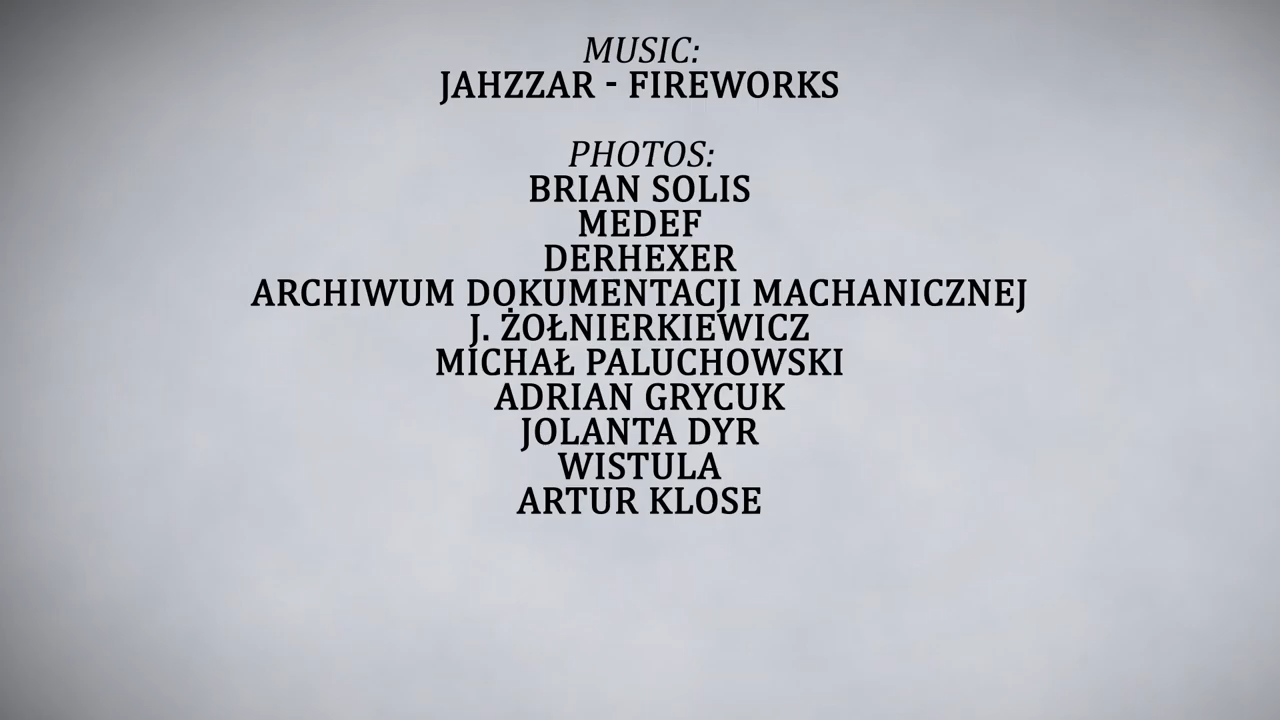 MUSIC:
JAHZZAR - FIREWORKS
PHOTOS:
BRIAN SOLIS
MEDEF
DERHEXER
ARCHIWUM DOKUMENTACJI MACHANICZNEJ
J. ŻOŁNIERKIEWICZ
MICHAŁ PALUCHOWSKI
ADRIAN GRYCUK
JOLANTA DYR
WISTULA
ARTUR KLOSE